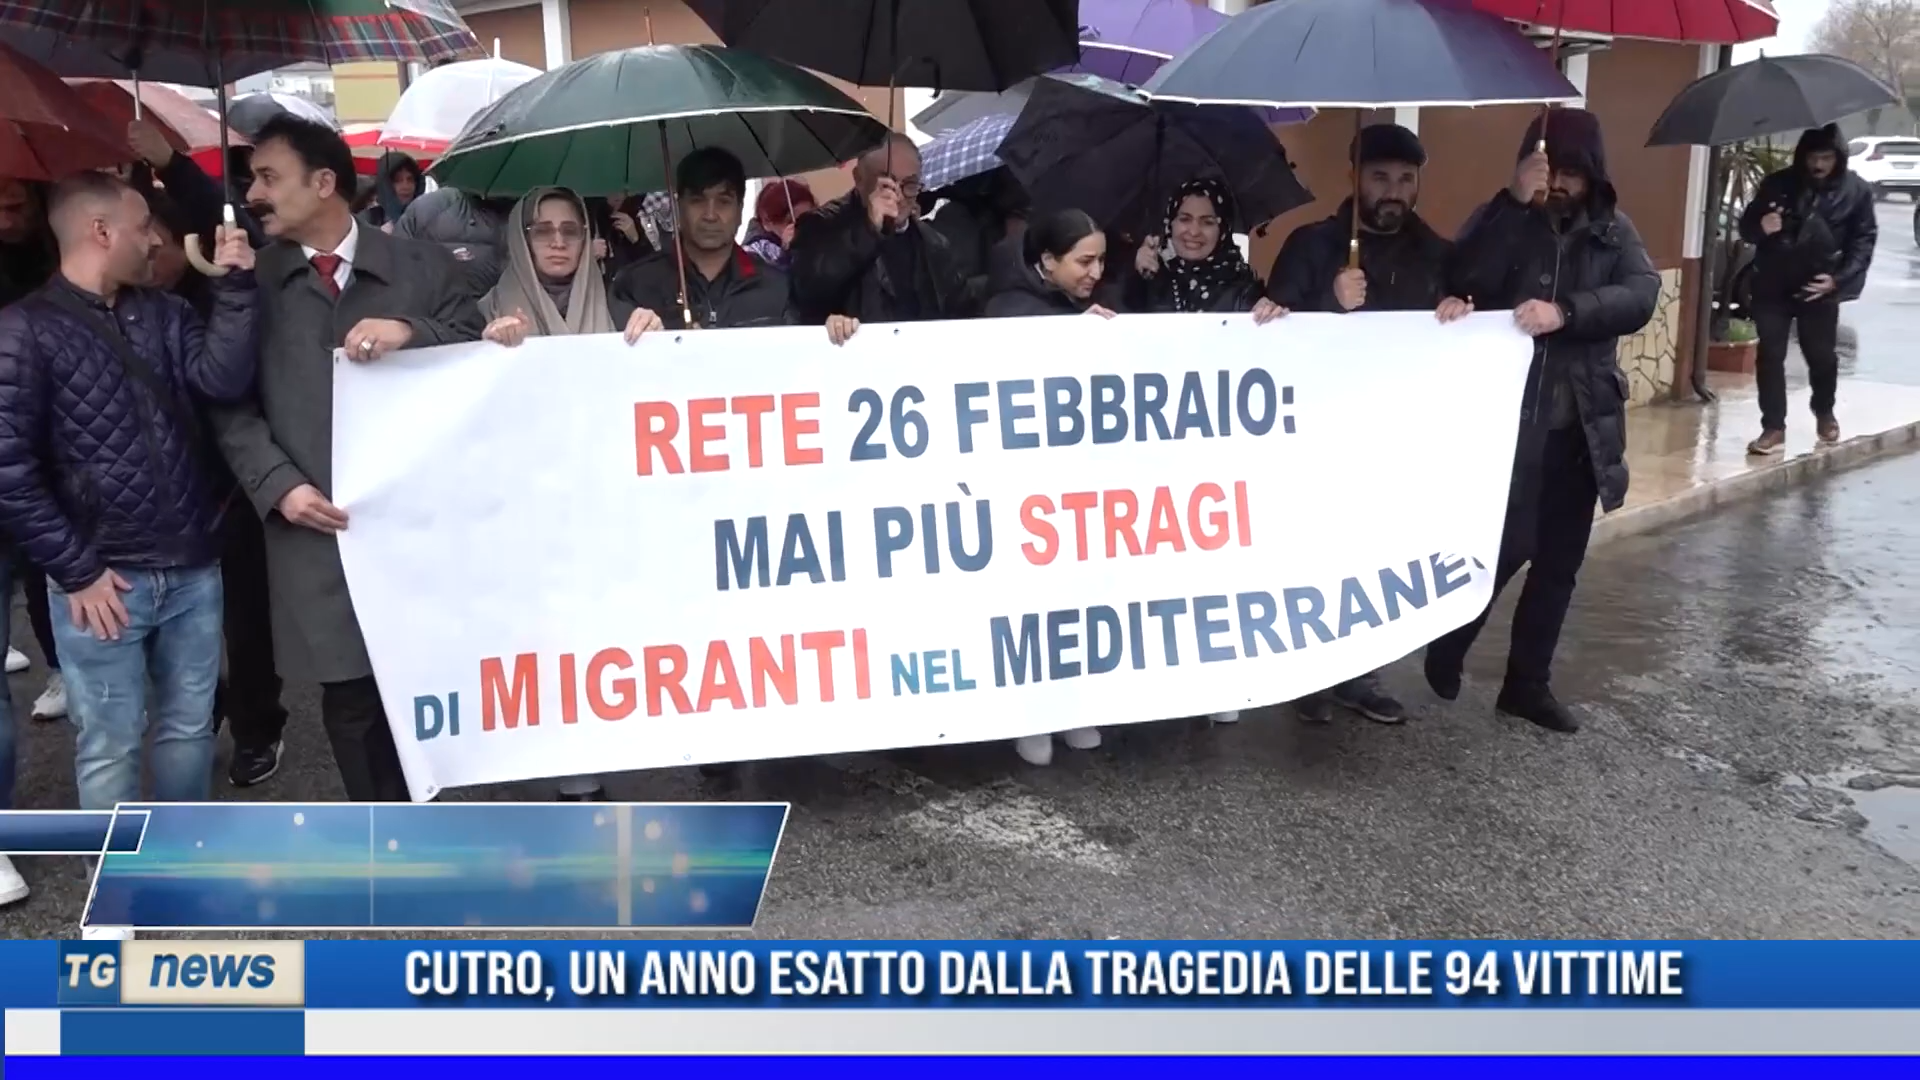 RETE 26 FEBBRAIO:
MAI PIÙ STRAGI
DI MIGRANTI NEL MEDITERRANEO
TG news
CUTRO, UN ANNO ESATTO DALLA TRAGEDIA DELLE 94 VITTIME